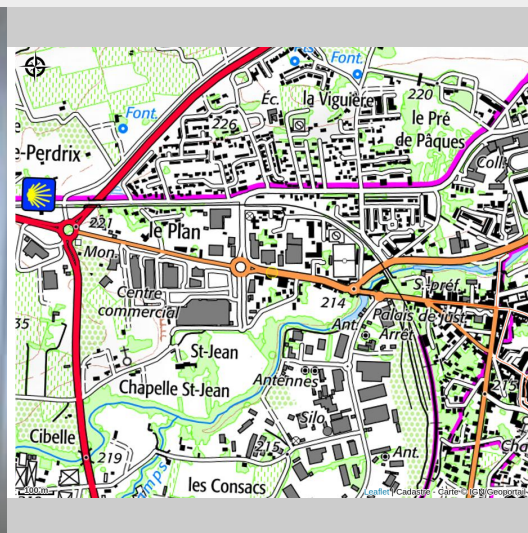 Font.
Font.
Éc.
la Viguière
220
226
le Pré
de Pâques
-Perdrix
Coll.
221
le Plan
Mon.
S.-préf.
Centre
commercial
214
Palais de just.
35
Ant.
Arrêt
St-Jean
Antennes
Chapelle St-Jean
215
Silo
Cibelle
215
Cha
219
Ant.
les Consacs
100 m
Leaflet | Cadastre - Carte © IGN Geoportail